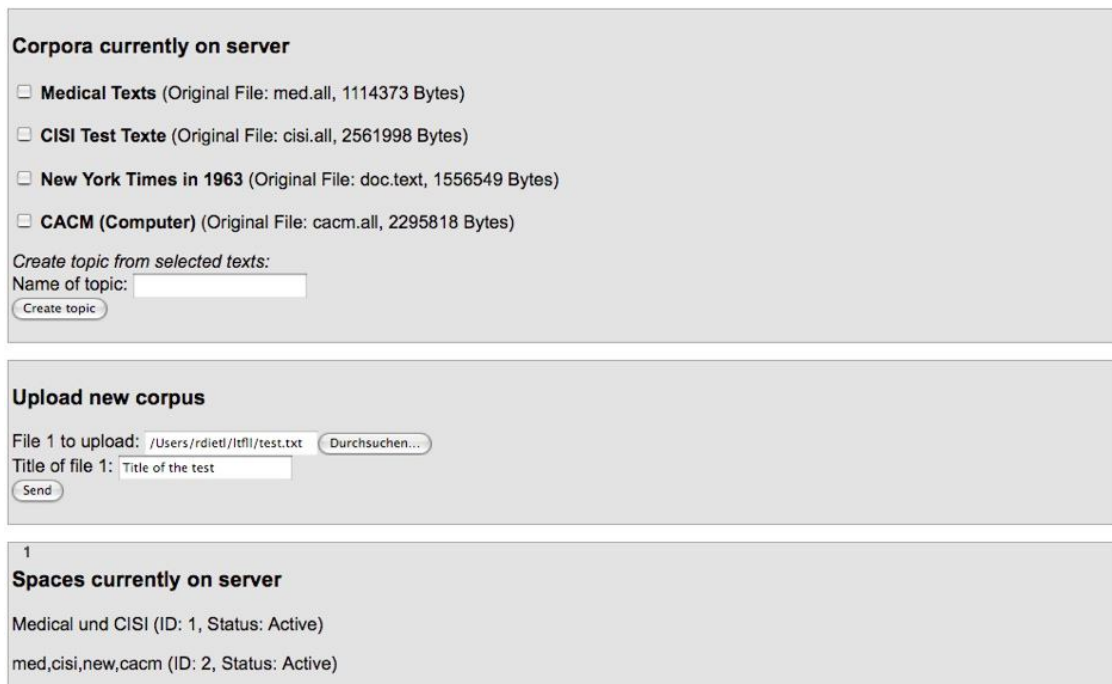 Corpora currently on server
Medical Texts (Original File: med.all, 1114373 Bytes)
CISI Test Texte (Original File: cisi.all, 2561998 Bytes)
New York Times in 1963 (Original File: doc.text, 1556549 Bytes)
CACM (Computer) (Original File: cacm.all, 2295818 Bytes)
Create topic from selected texts:
Name of topic:
Create topic
Upload new corpus
File 1 to upload: /Users/rdietl/ltfll/test.txt Durchsuchen...
Title of file 1: Title of the test
Send
1
Spaces currently on server
Medical und CISI (ID: 1, Status: Active)
med,cisi,new,cacm (ID: 2, Status: Active)